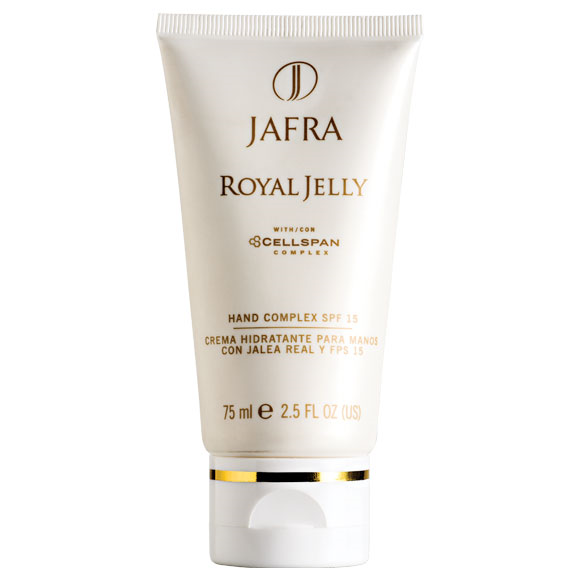 JAFRA
ROYAL JELLY
WITH/CON
CELLSPAN
COMPLEX
HAND COMPLEX SPF 15
CREMA HIDRATANTE PARA MANOS
CON JALEA REAL Y FPS 15
75 ml e 2.5 FL OZ (US)